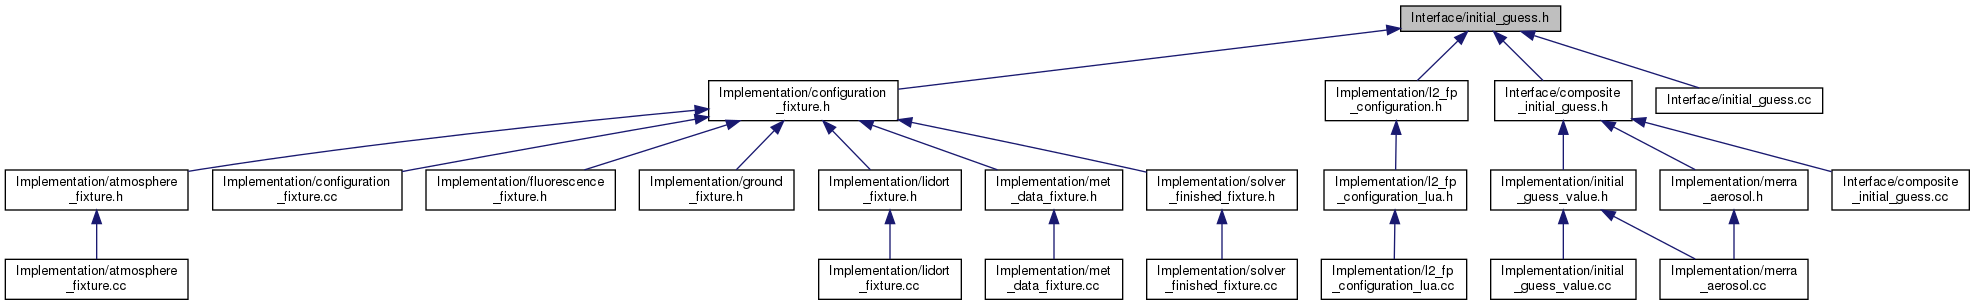 Interface/initial_guess.h
Implementation/configuration
_fixture.h
Implementation/l2_fp
_configuration.h
Interface/composite
_initial_guess.h
Interface/initial_guess.cc
Implementation/atmosphere
_fixture.h
Implementation/configuration
_fixture.cc
Implementation/fluorescence
_fixture.h
Implementation/ground
_fixture.h
Implementation/lidort
_fixture.h
Implementation/met
_data_fixture.h
Implementation/solver
_finished_fixture.h
Implementation/l2_fp
_configuration_lua.h
Implementation/initial
_guess_value.h
Implementation/merra
_aerosol.h
Interface/composite
_initial_guess.cc
Implementation/atmosphere
_fixture.cc
Implementation/lidort
_fixture.cc
Implementation/met
_data_fixture.cc
Implementation/solver
_finished_fixture.cc
Implementation/l2_fp
_configuration_lua.cc
Implementation/initial
_guess_value.cc
Implementation/merra
_aerosol.cc